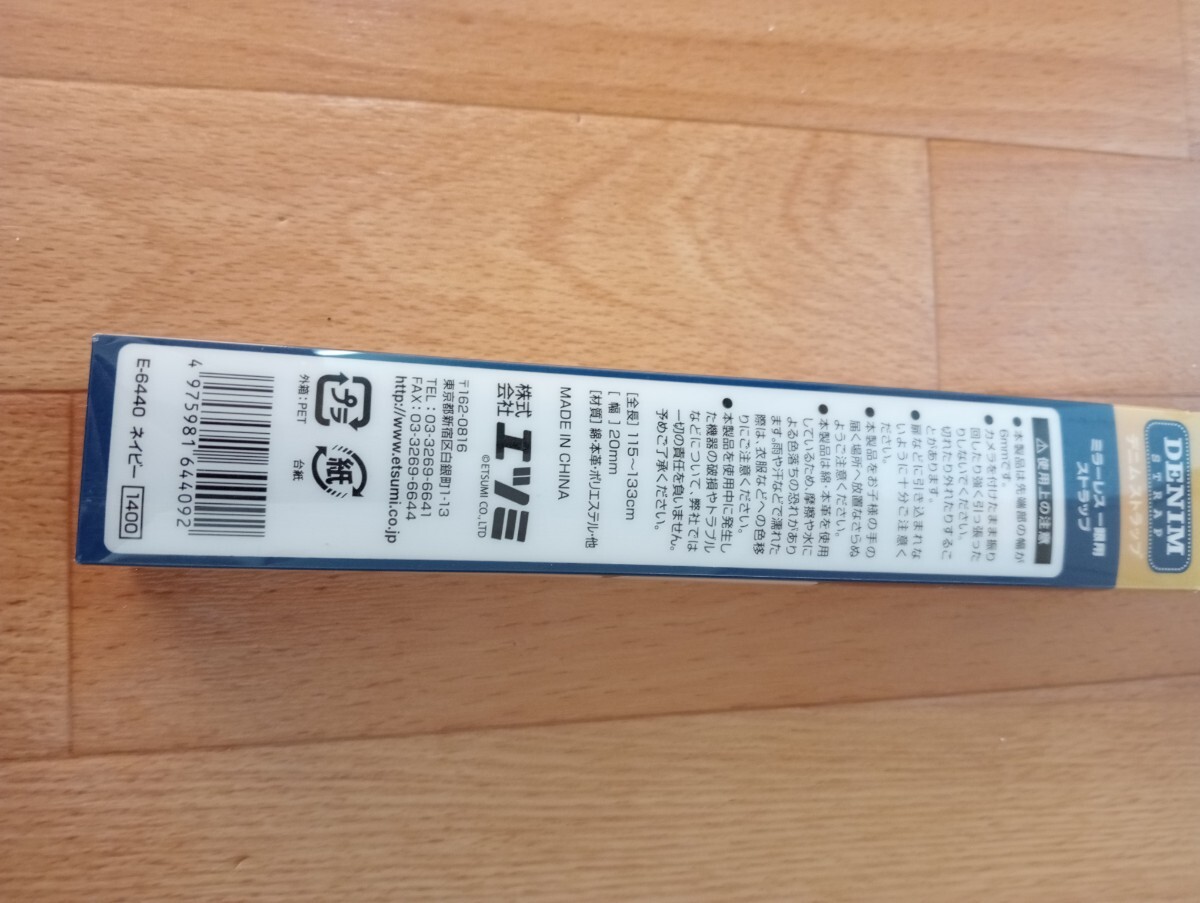 DENIM
STRAP
デニムストラップ
ミラーレス一眼用
ストラップ
⚠使用上の注意
●本製品は先端部の幅が
6mmです。
●カメラを付けたまま振り
回したり強く引っ張った
りしないでください。
切れたり外れたりするこ
とがあります。
●扉などに引き込まれな
いように十分ご注意く
ださい。
●本製品をお子様の手の
届く場所へ放置なさらぬ
ようご注意ください。
●本製品は綿・本革を使用
しているため、摩擦や水に
よる色落ちの恐れがあり
ます。雨や汗などで濡れた
際は、衣服などへの色移
りにご注意ください。
●本製品を使用中に発生し
た機器の破損やトラブル
などについて、弊社では
一切の責任を負いません。
予めご了承ください。
[全長] 115~133cm
[幅] 20mm
[材質] 綿・本革・ポリエステル・他
MADE IN CHINA
株式会社 エツミ
©ETSUMI CO., LTD
〒162-0816
東京都新宿区白銀町1-13
TEL:03-3269-6641
FAX:03-3269-6644
http://www.etsumi.co.jp
プラ
外箱:PET
紙
台紙
4 975981 644092
E-6440 ネイビー 1400